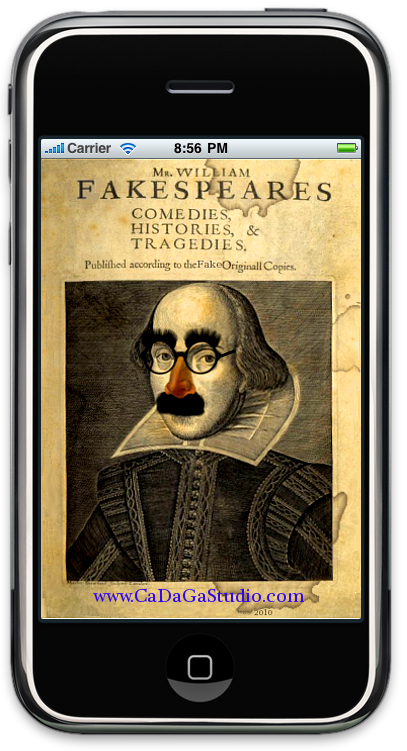 Carrier 8:56 PM
MR. WILLIAM
FAKESPEARES
COMEDIES,
HISTORIES, &
TRAGEDIES.
Publiſhed according to the Fake Originall Copies.
www.CaDaGaStudio.com
2010